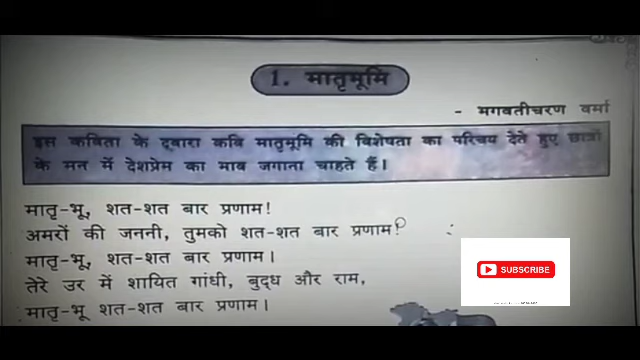 1. मातृभूमि
- भगवतीचरण वर्मा
इस कविता के द्वारा कवि मातृभूमि की विशेषता का परिचय देते हुए छात्रों
के मन में देशप्रेम का भाव जगाना चाहते हैं।
मातृ-भू, शत-शत बार प्रणाम!
अमरों की जननी, तुमको शत-शत बार प्रणाम!
मातृ-भू, शत-शत बार प्रणाम।
तेरे उर में शायित गांधी, बुद्ध और राम,
मातृ-भू शत-शत बार प्रणाम।
SUBSCRIBE